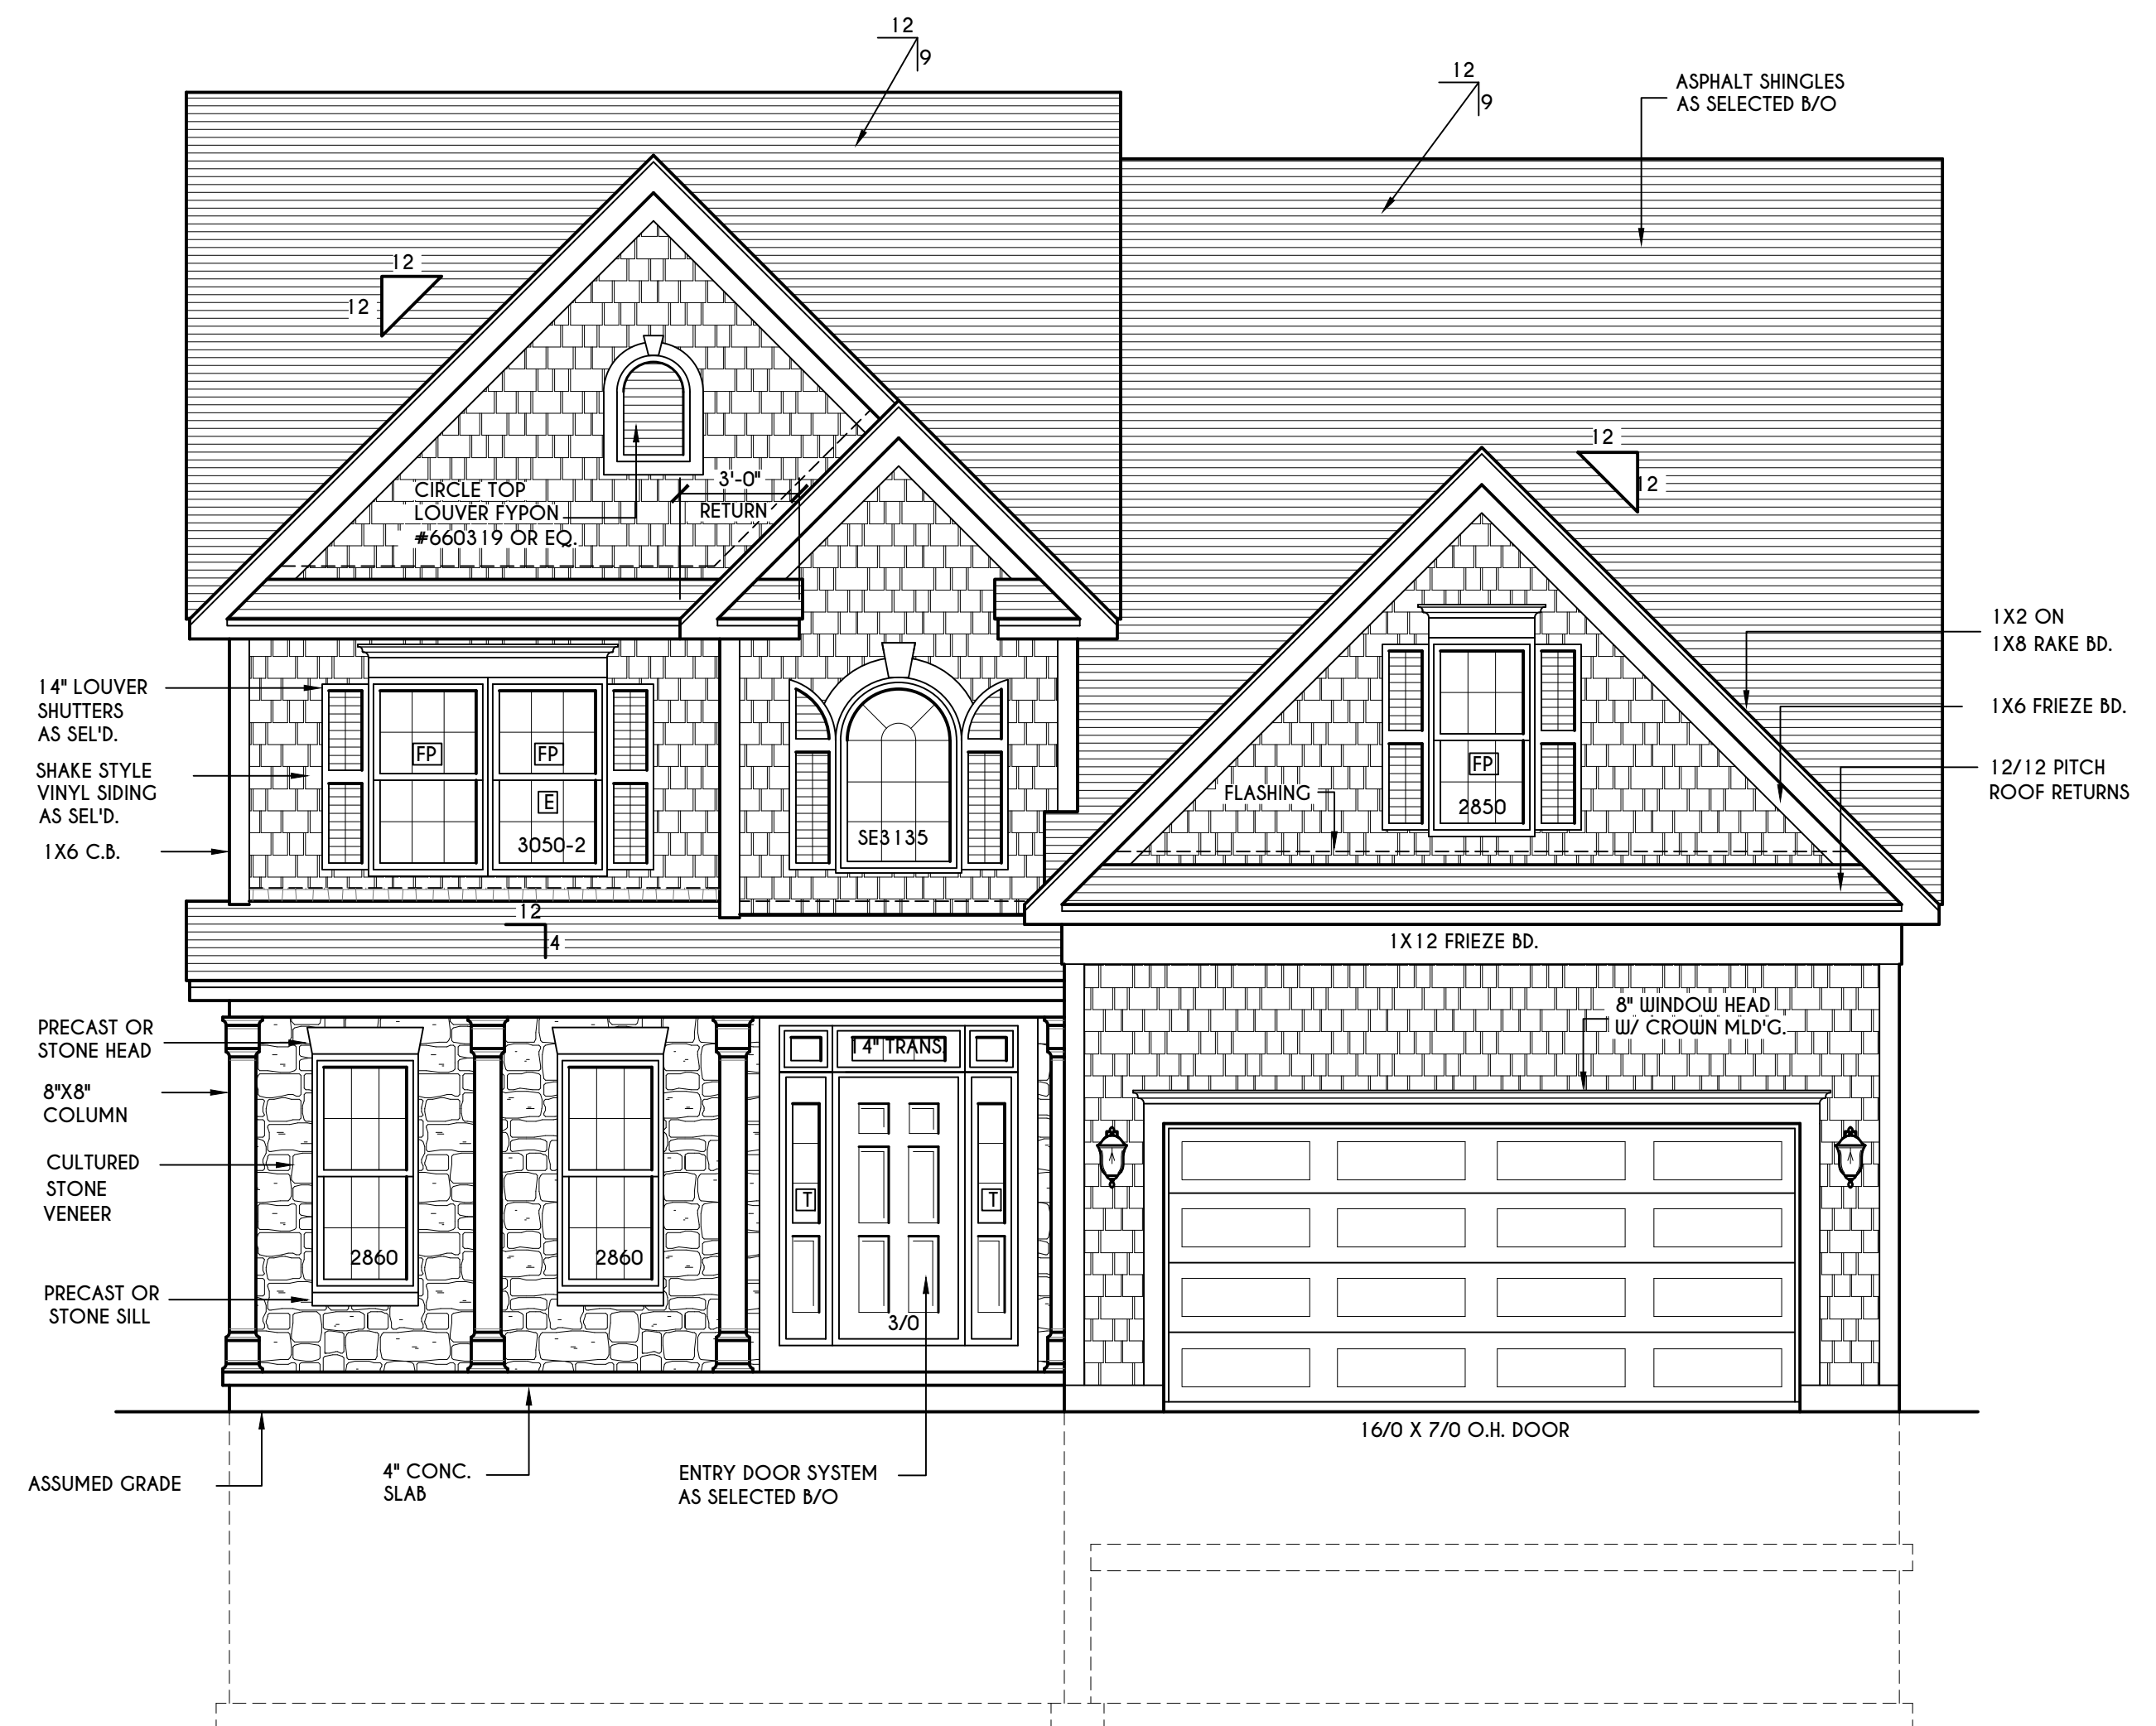 12
9
12
9
ASPHALT SHINGLES
AS SELECTED B/O
12
12
12
12
CIRCLE TOP
LOUVER FYPON
#660319 OR EQ.
3'-0"
RETURN
1X2 ON
1X8 RAKE BD.
1X6 FRIEZE BD.
12/12 PITCH
ROOF RETURNS
14" LOUVER
SHUTTERS
AS SEL'D.
SHAKE STYLE
VINYL SIDING
AS SEL'D.
1X6 C.B.
FP
FP
E
3050-2
SE3135
FLASHING
FP
2850
12
4
1X12 FRIEZE BD.
8" WINDOW HEAD
W/ CROWN MLD'G.
PRECAST OR
STONE HEAD
8"X8"
COLUMN
CULTURED
STONE
VENEER
PRECAST OR
STONE SILL
2860
2860
14" TRANS.
T
T
3/0
16/0 X 7/0 O.H. DOOR
ASSUMED GRADE
4" CONC.
SLAB
ENTRY DOOR SYSTEM
AS SELECTED B/O